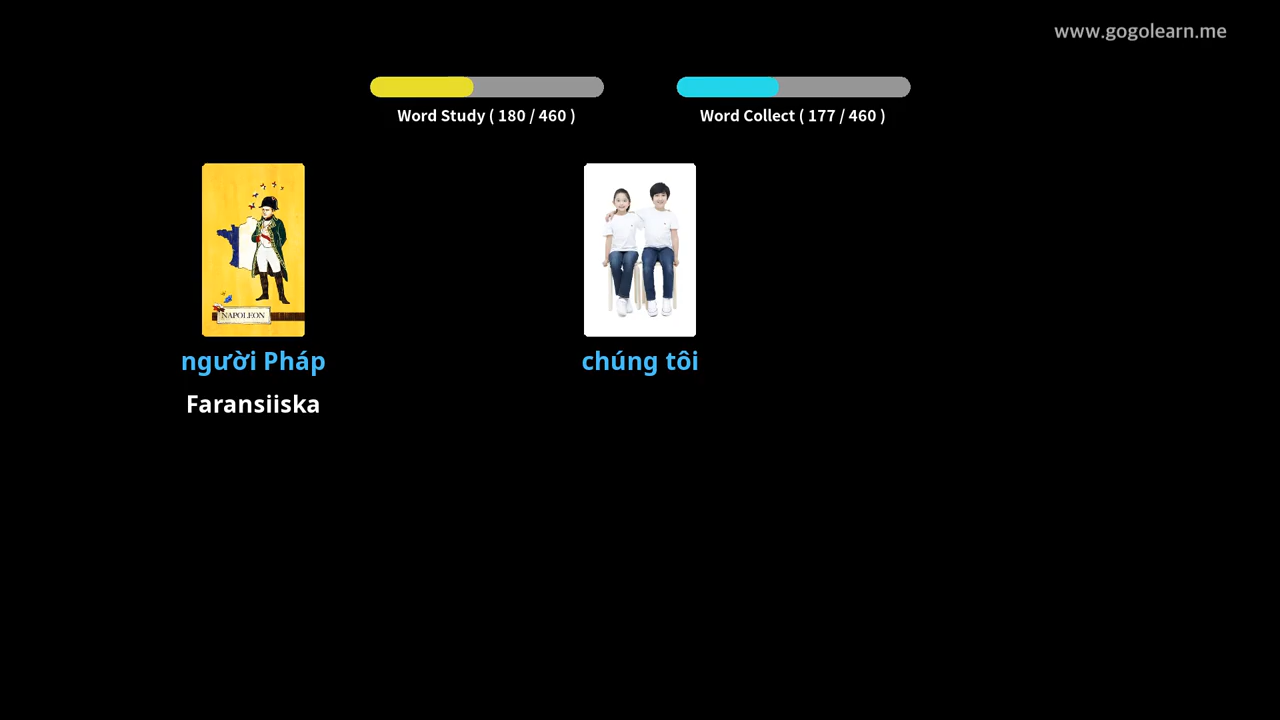 www.gogolearn.me
Word Study ( 180 / 460 )
Word Collect ( 177 / 460 )
NAPOLEON
người Pháp
chúng tôi
Faransiiska